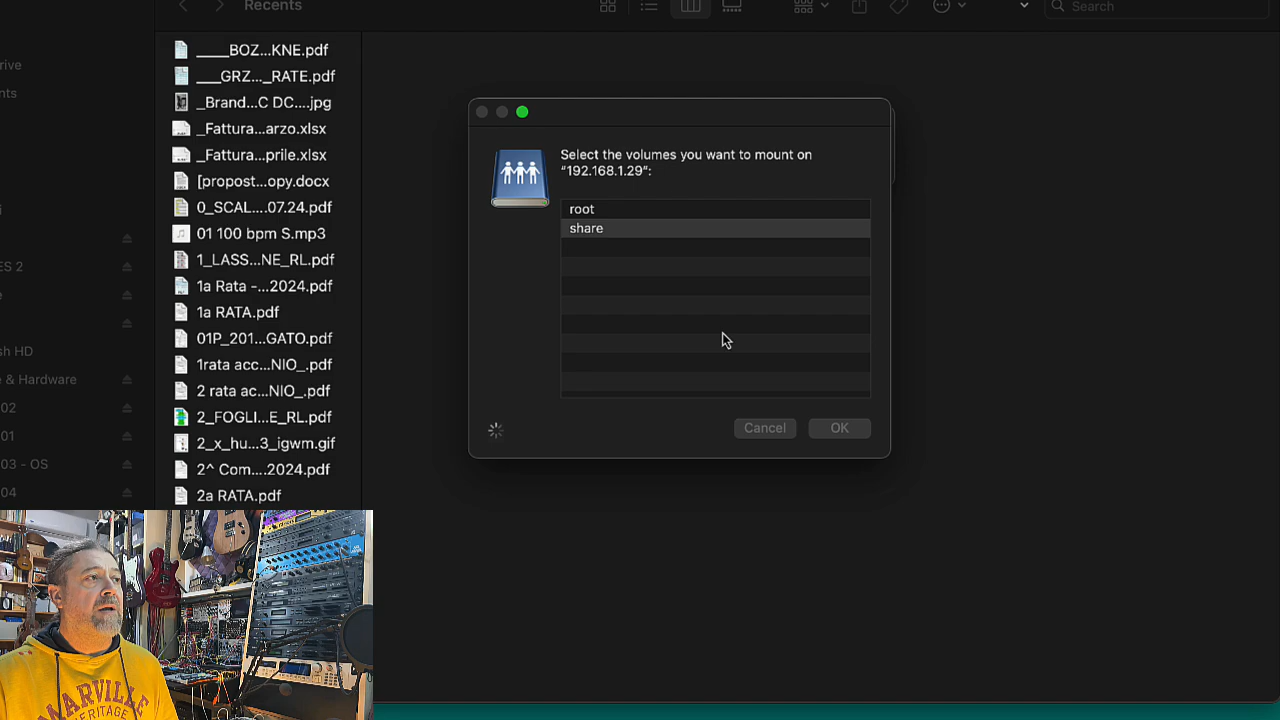 Recents
Search
rive
nts
i
ES 2
e
sh HD
e & Hardware
02
01
03 - OS
04
____BOZ...KNE.pdf
___GRZ..._RATE.pdf
_Brand...C DC....jpg
_Fattura...arzo.xlsx
_Fattura...prile.xlsx
[propost...opy.docx
0_SCAL....07.24.pdf
01 100 bpm S.mp3
1_LASS...NE_RL.pdf
1a Rata -...2024.pdf
1a RATA.pdf
01P_201...GATO.pdf
1rata acc...NIO_.pdf
2 rata ac...NIO_.pdf
2_FOGLI...E_RL.pdf
2_x_hu...3_igwm.gif
2^ Com....2024.pdf
2a RATA.pdf
Select the volumes you want to mount on
“192.168.1.29”:
root
share
Cancel
OK
MARVILLE
HERITAGE